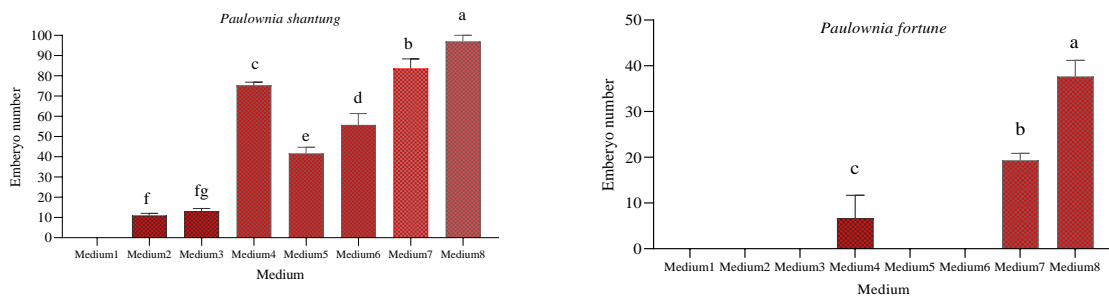 Paulownia shantung
Emberyo number
100
90
80
70
60
50
40
30
20
10
0
f
fg
c
e
d
b
a
Medium1 Medium2 Medium3 Medium4 Medium5 Medium6 Medium7 Medium8
Medium
Paulownia fortune
Emberyo number
50
40
30
20
10
0
c
b
a
Medium1 Medium2 Medium3 Medium4 Medium5 Medium6 Medium7 Medium8
Medium